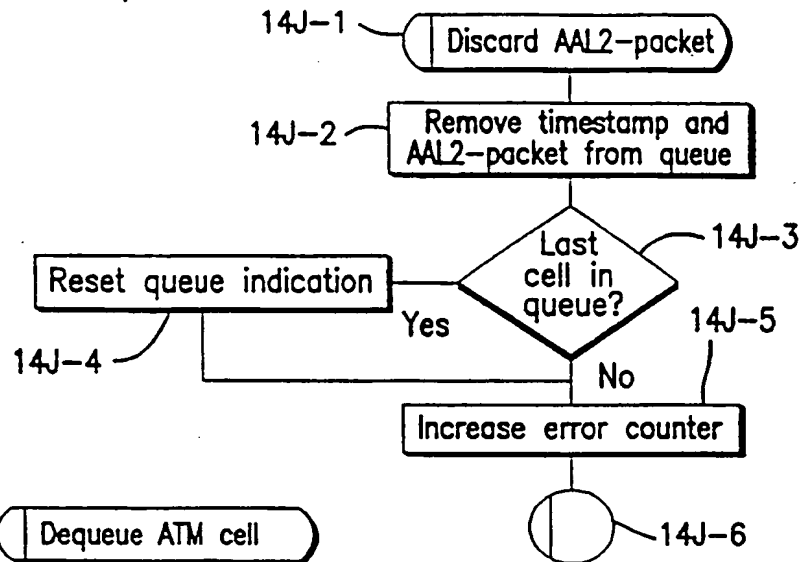 14J-1
Discard AAL2-packet
14J-2
Remove timestamp and
AAL2-packet from queue
14J-3
Last
cell in
queue?
Reset queue indication
Yes
14J-4
14J-5
No
Increase error counter
Dequeue ATM cell
14J-6